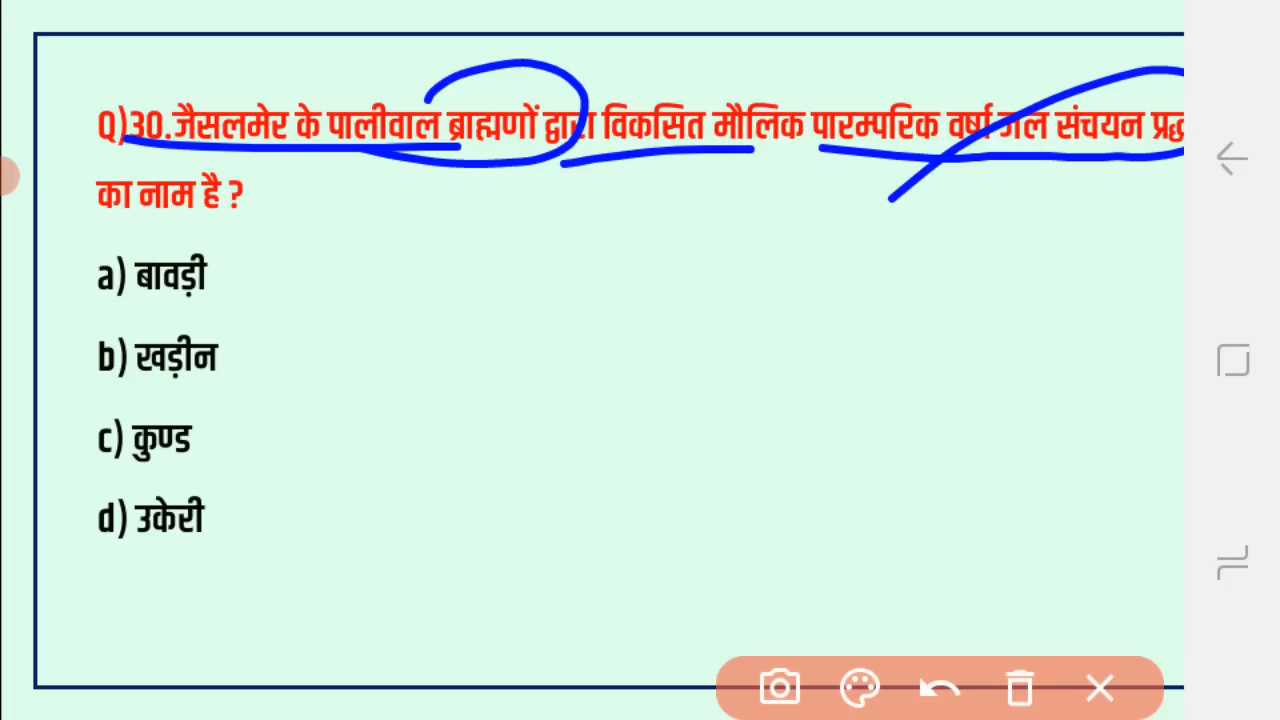 Q)30.जैसलमेर के पालीवाल ब्राह्मणों द्वारा विकसित मौलिक पारम्परिक वर्षा जल संचयन
का नाम है ?
a) बावड़ी
b) खड़ीन
c) कुण्ड
d) उकेरी